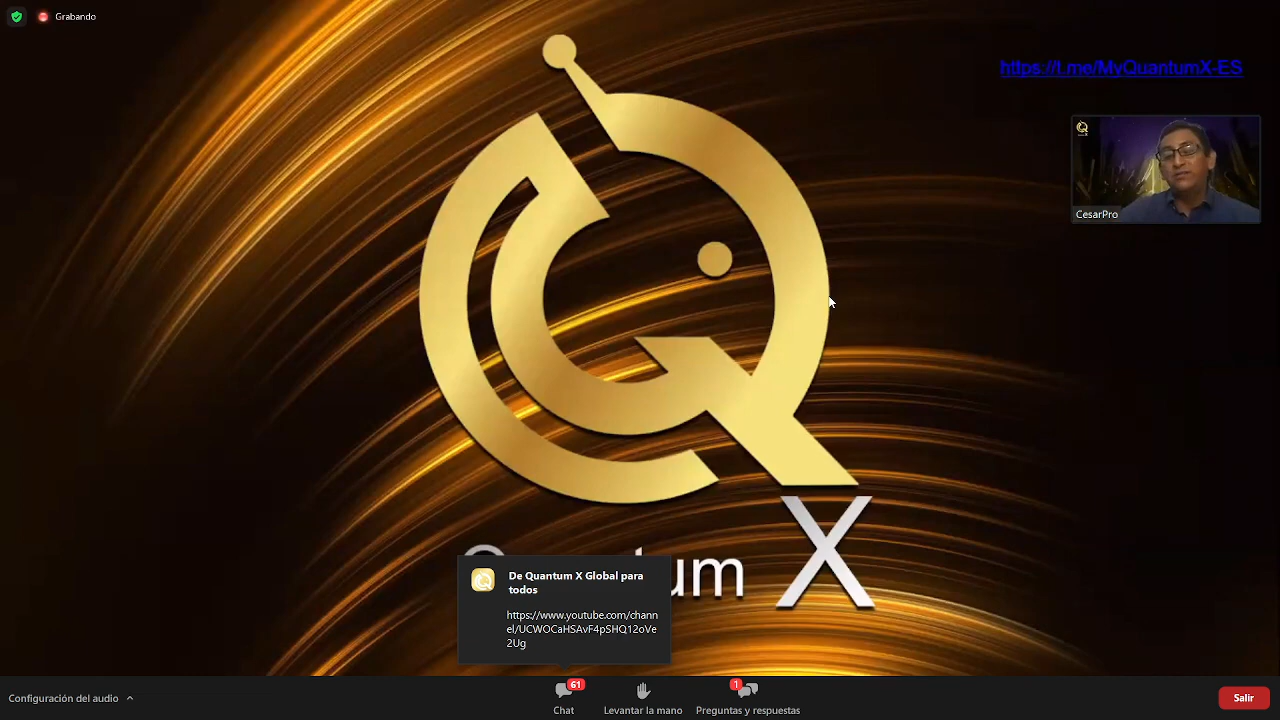 Grabando
https://t.me/MyQuantumX-ES
CesarPro
X
De Quantum X Global para
todos
https://www.youtube.com/chann
el/UCWOCaHSAvF4pSHQ12oVe
2Ug
Configuración del audio
61
Chat
Levantar la mano
1
Preguntas y respuestas
Salir